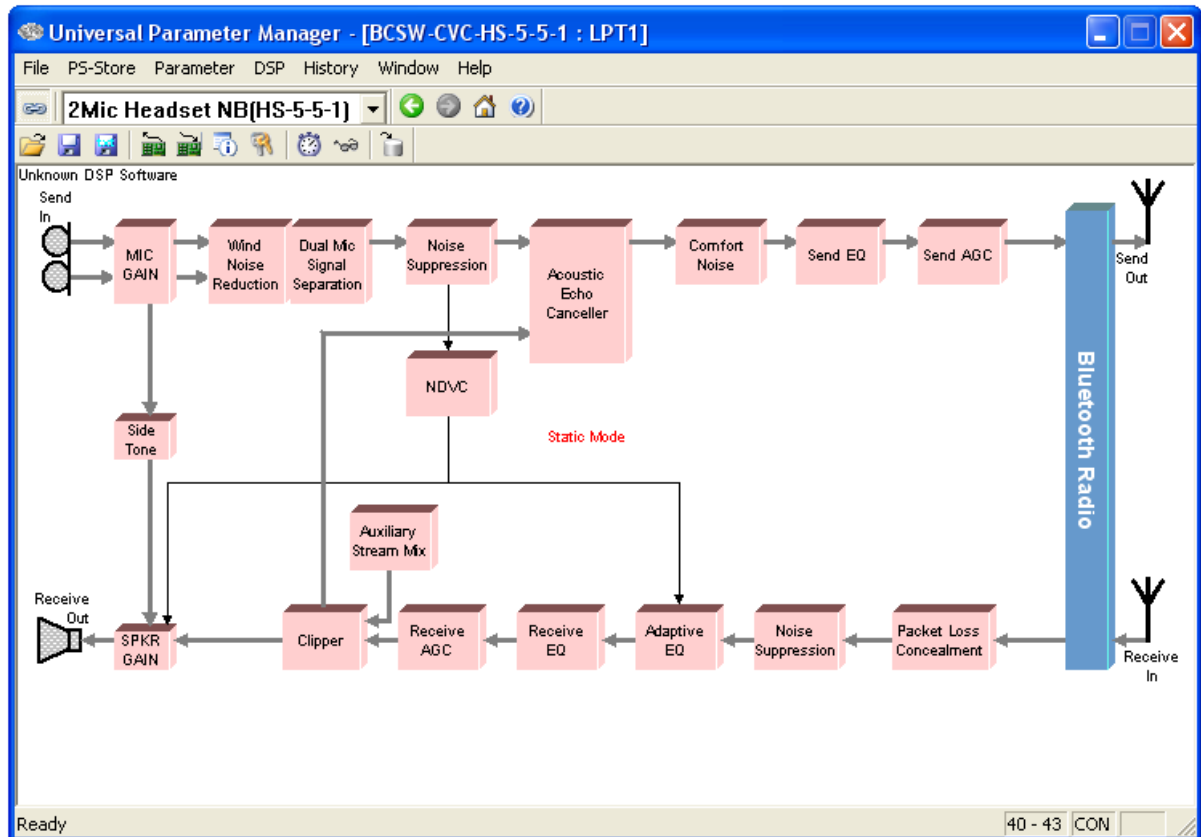 Universal Parameter Manager - [BCSW-CVC-HS-5-5-1 : LPT1]
File PS-Store Parameter DSP History Window Help
2Mic Headset NB(HS-5-5-1)
Unknown DSP Software
Send
In
MIC
GAIN
Wind
Noise
Reduction
Dual Mic
Signal
Separation
Noise
Suppression
Acoustic
Echo
Canceller
Comfort
Noise
Send EQ
Send AGC
Send
Out
Bluetooth Radio
NDVC
Side
Tone
Static Mode
Auxiliary
Stream Mix
Receive
Out
SPKR
GAIN
Clipper
Receive
AGC
Receive
EQ
Adaptive
EQ
Noise
Suppression
Packet Loss
Concealment
Receive
In
Ready
40 - 43 CON